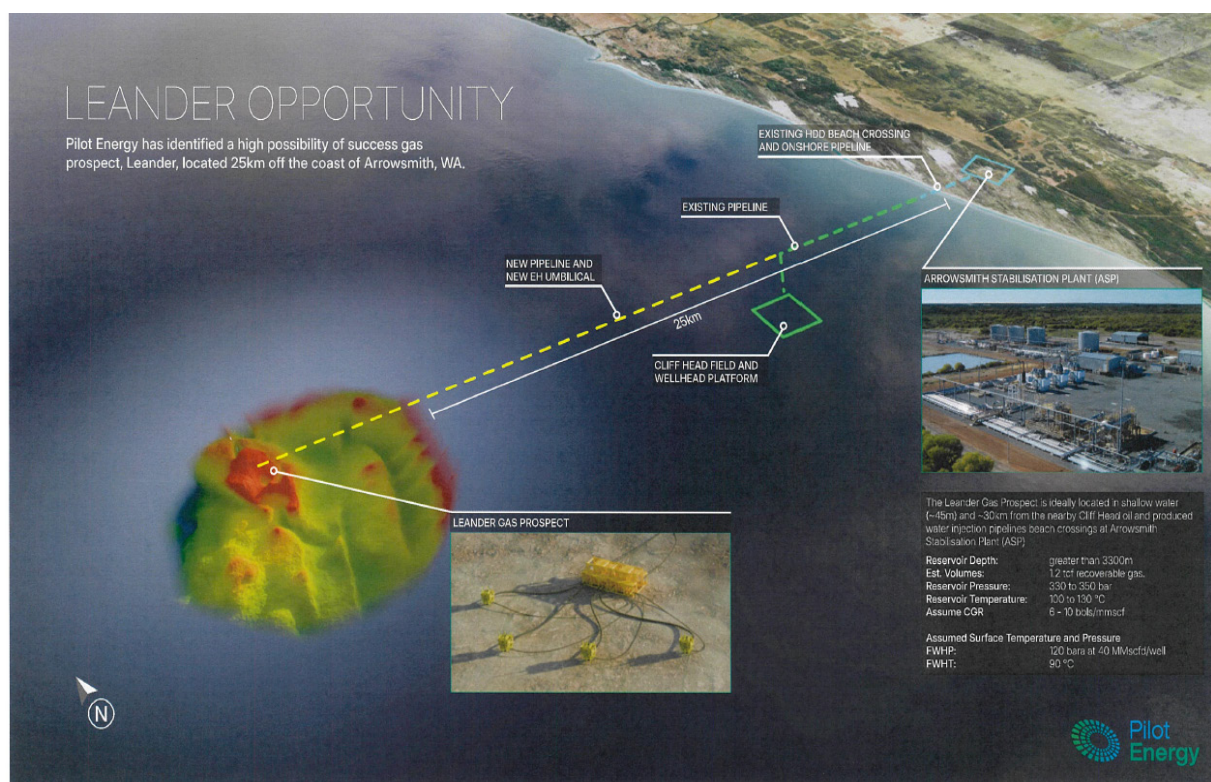 LEANDER OPPORTUNITY
Pilot Energy has identified a high possibility of success gas
prospect, Leander, located 25km off the coast of Arrowsmith, WA.
EXISTING HDD BEACH CROSSING
AND ONSHORE PIPELINE
EXISTING PIPELINE
NEW PIPELINE AND
NEW EH UMBILICAL
25km
CLIFF HEAD FIELD AND
WELLHEAD PLATFORM
ARROWSMITH STABILISATION PLANT (ASP)
LEANDER GAS PROSPECT
The Leander Gas Prospect is ideally located in shallow water
(~45m) and ~30km from the nearby Cliff Head oil and produced
water injection pipelines beach crossings at Arrowsmith
Stabilisation Plant (ASP)
Reservoir Depth: greater than 3300m
Est. Volumes: 1.2 tcf recoverable gas.
Reservoir Pressure: 330 to 350 bar
Reservoir Temperature: 100 to 130 °C
Assume CGR 6 - 10 bbls/mmscf
Assumed Surface Temperature and Pressure
FWHP: 120 bara at 40 MMscfd/well
FWHT: 90 °C
N
Pilot
Energy